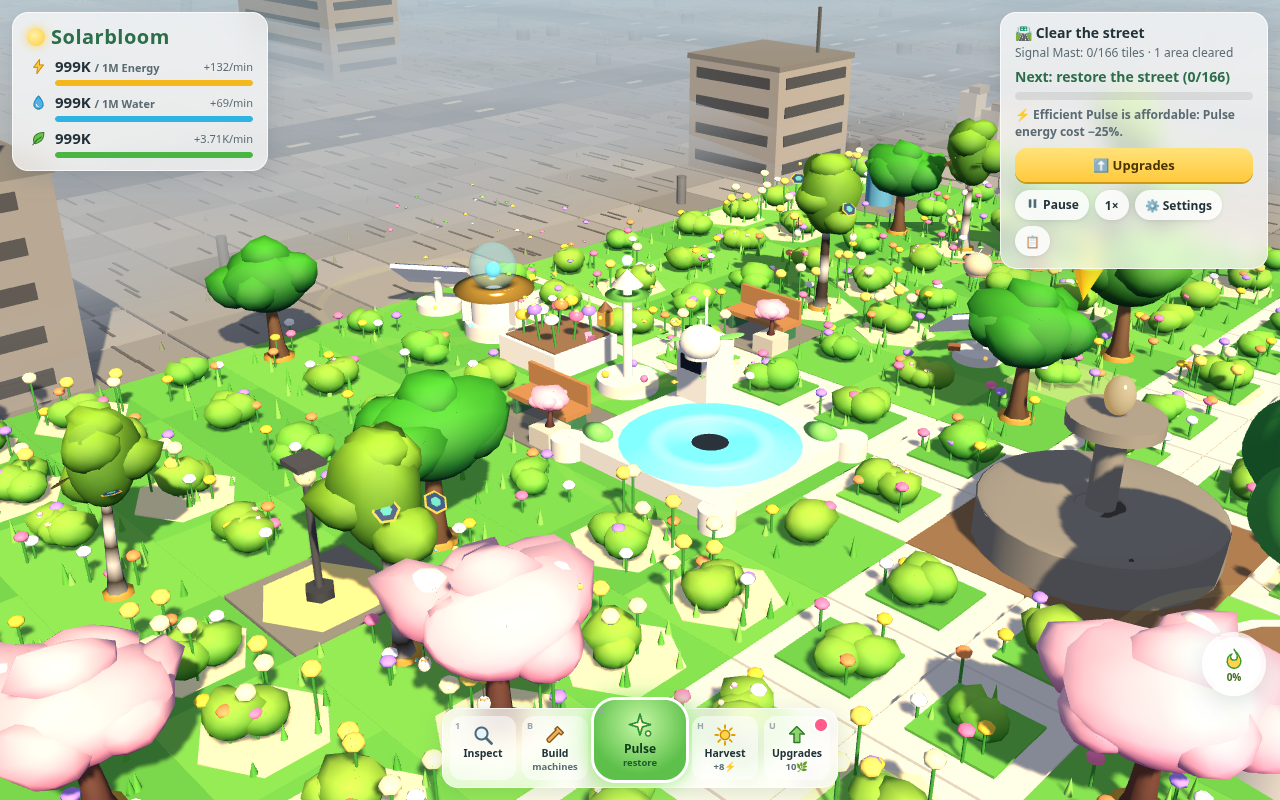 Solarbloom
999K / 1M Energy +132/min
999K / 1M Water +69/min
999K +3.71K/min
Clear the street
Signal Mast: 0/166 tiles · 1 area cleared
Next: restore the street (0/166)
⚡ Efficient Pulse is affordable: Pulse
energy cost −25%.
⬆️ Upgrades
Pause
1×
Settings
0%
1
Inspect
B
Build
machines
Pulse
restore
H
Harvest
+8⚡
U
Upgrades
10🌿